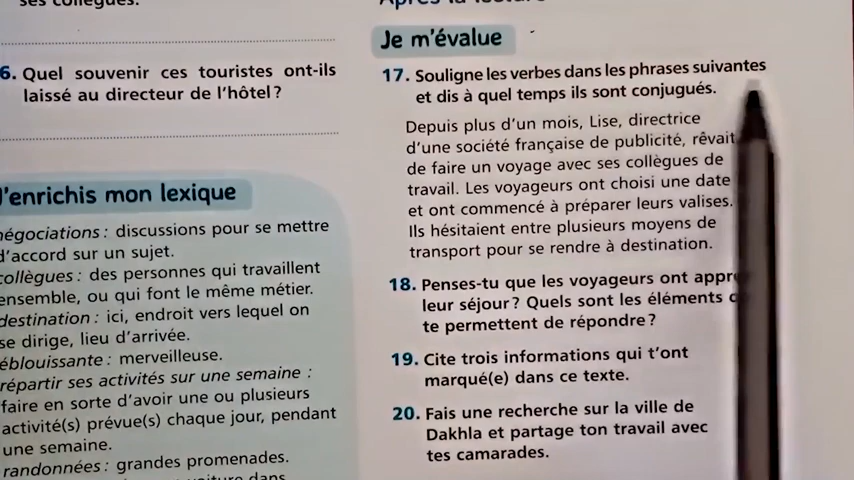 ses collègues.
6. Quel souvenir ces touristes ont-ils
laissé au directeur de l'hôtel ?
J'enrichis mon lexique
négociations : discussions pour se mettre
d'accord sur un sujet.
collègues : des personnes qui travaillent
ensemble, ou qui font le même métier.
destination : ici, endroit vers lequel on
se dirige, lieu d'arrivée.
éblouissante : merveilleuse.
répartir ses activités sur une semaine :
faire en sorte d'avoir une ou plusieurs
activité(s) prévue(s) chaque jour, pendant
une semaine.
randonnées : grandes promenades.
dans
Après la lecture
Je m'évalue
17. Souligne les verbes dans les phrases suivantes
et dis à quel temps ils sont conjugués.
Depuis plus d'un mois, Lise, directrice
d'une société française de publicité, rêvait
de faire un voyage avec ses collègues de
travail. Les voyageurs ont choisi une date
et ont commencé à préparer leurs valises.
Ils hésitaient entre plusieurs moyens de
transport pour se rendre à destination.
18. Penses-tu que les voyageurs ont
leur séjour ? Quels sont les éléments
te permettent de répondre ?
19. Cite trois informations qui t'ont
marqué(e) dans ce texte.
20. Fais une recherche sur la ville de
Dakhla et partage ton travail avec
tes camarades.